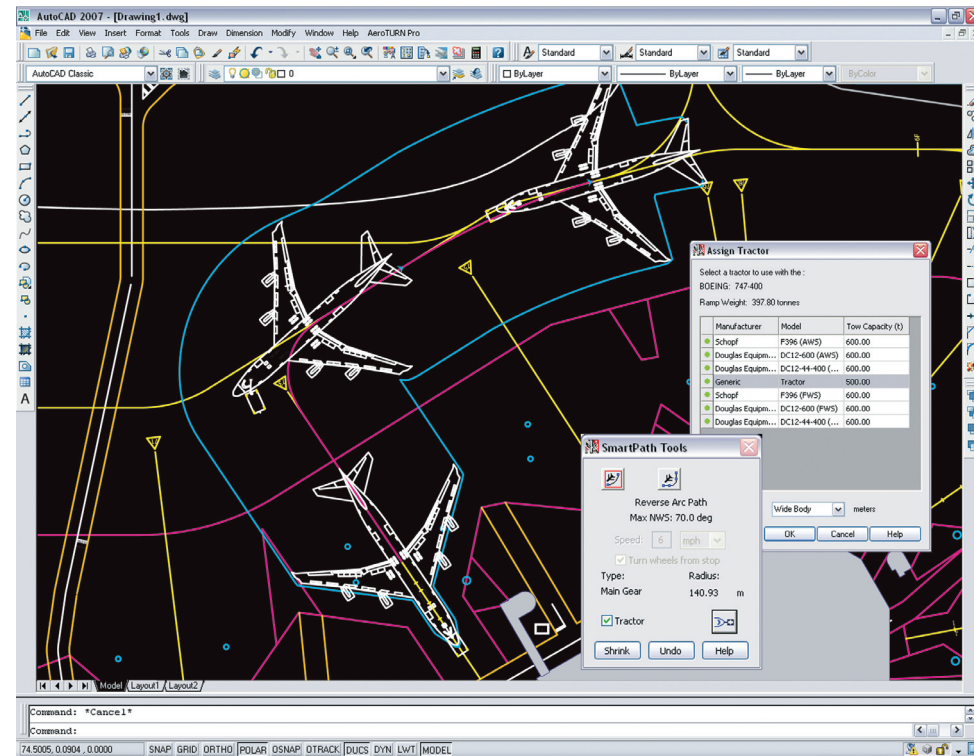 AutoCAD 2007 - [Drawing1.dwg]
File Edit View Insert Format Tools Draw Dimension Modify Window Help AeroTURN Pro
Standard Standard Standard
AutoCAD Classic 0 ByLayer ByLayer ByLayer ByColor
Assign Tractor
Select a tractor to use with the :
BOEING: 747-400
Ramp Weight: 397.80 tonnes
Manufacturer Model Tow Capacity (t)
Schopf F396 (AWS) 600.00
Douglas Equipm... DC12-600 (AWS) 600.00
Douglas Equipm... DC12-44-400 (... 600.00
Generic Tractor 500.00
Schopf F396 (FWS) 600.00
Douglas Equipm... DC12-600 (FWS) 600.00
Douglas Equipm... DC12-44-400 (... 600.00
Wide Body meters
OK Cancel Help
SmartPath Tools
Reverse Arc Path
Max NWS: 70.0 deg
Speed: 6 mph
Turn wheels from stop
Type: Radius:
Main Gear 140.93 m
Tractor
Shrink Undo Help
Model Layout1 Layout2
Command: *Cancel*
Command:
74.5005, 0.0904 , 0.0000 SNAP GRID ORTHO POLAR OSNAP OTRACK DUCS DYN LWT MODEL